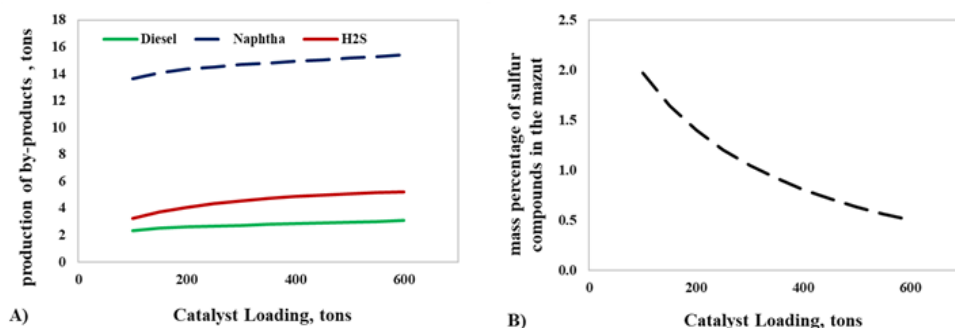 production of by-products , tons
18
16
14
12
10
8
6
4
2
0
Diesel Naphtha H2S
0 200 400 600
A) Catalyst Loading, tons
mass percentage of sulfur
compounds in the mazut
2.5
2.0
1.5
1.0
0.5
0.0
0 200 400 600
B) Catalyst Loading, tons